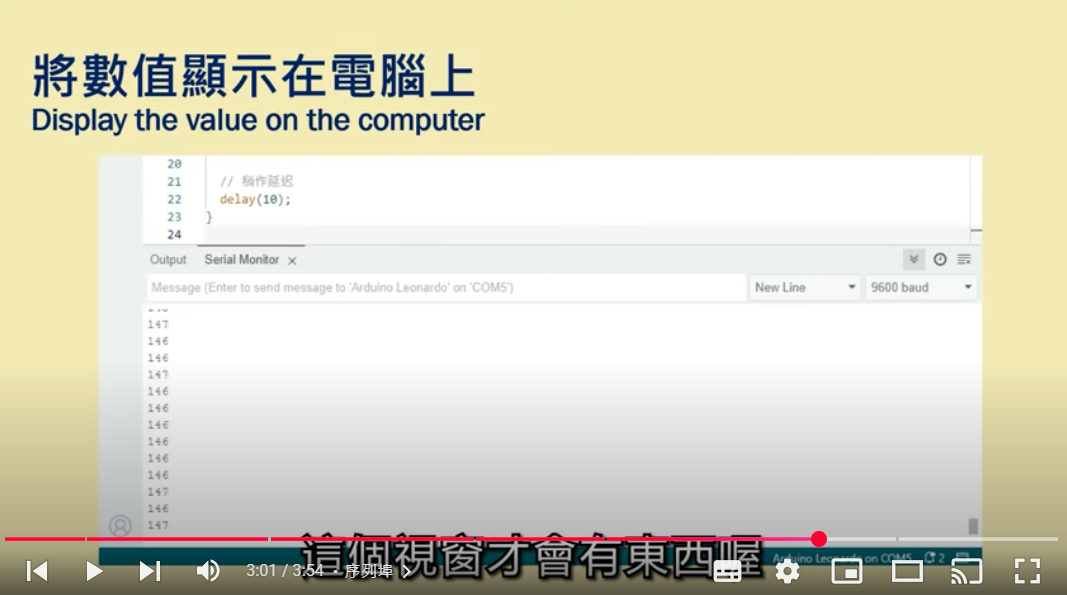 將數值顯示在電腦上
Display the value on the computer
20
21 // 稍作延迟
22 delay(10);
23 }
24
Output Serial Monitor ×
Message (Enter to send message to 'Arduino Leonardo' on 'COM5') New Line 9600 baud
147
146
146
147
146
146
146
146
146
146
147
146
147
這個視窗才會有東西喔
Arduino Leonardo on COM5 2
3:01 / 3:54 • 序列埠